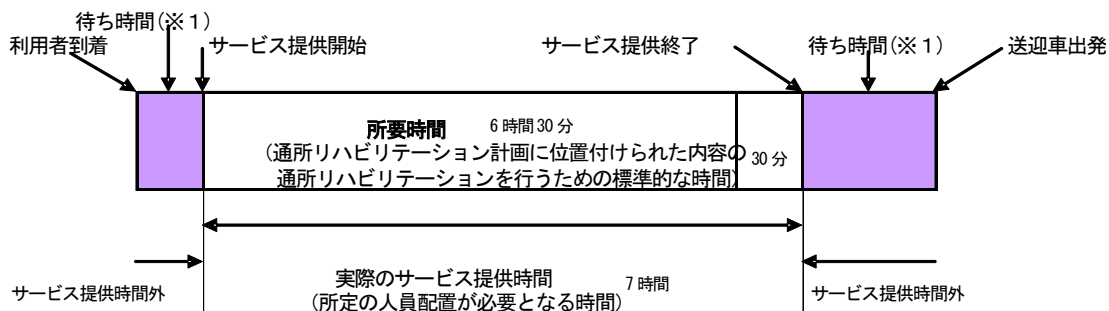 待ち時間(※1)
利用者到着 サービス提供開始 サービス提供終了 待ち時間(※1) 送迎車出発
所要時間 6時間30分
(通所リハビリテーション計画に位置付けられた内容の 30分
通所リハビリテーションを行うための標準的な時間)
実際のサービス提供時間 7時間
サービス提供時間外 (所定の人員配置が必要となる時間) サービス提供時間外